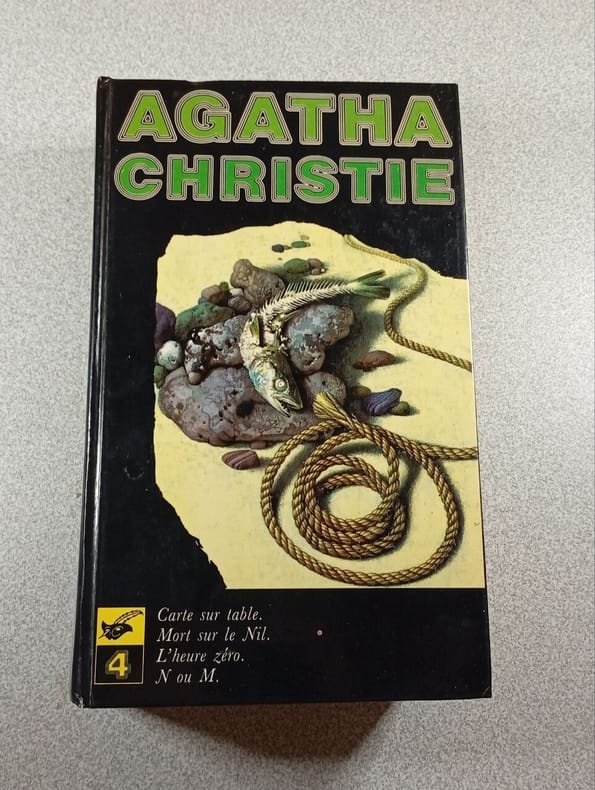 AGATHA
CHRISTIE
Carte sur table.
Mort sur le Nil.
L'heure zéro.
N ou M.
4